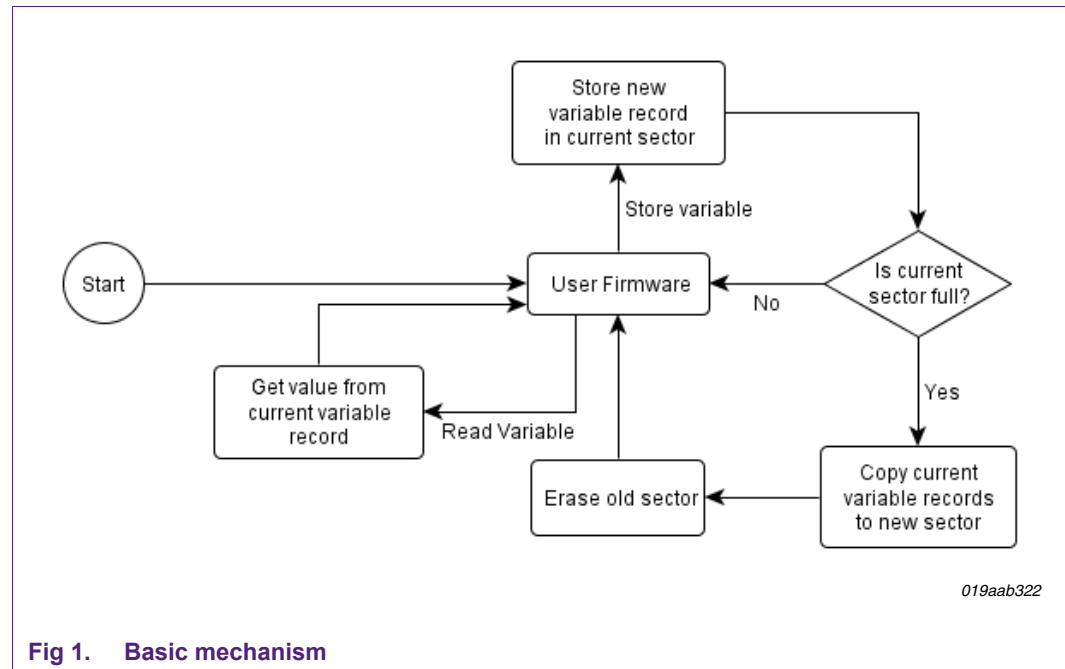 Store new
variable record
in current sector
Store variable
Start
User Firmware
Is current
sector full?
No
Get value from
current variable
record
Read Variable
Yes
Erase old sector
Copy current
variable records
to new sector
019aab322
Fig 1. Basic mechanism